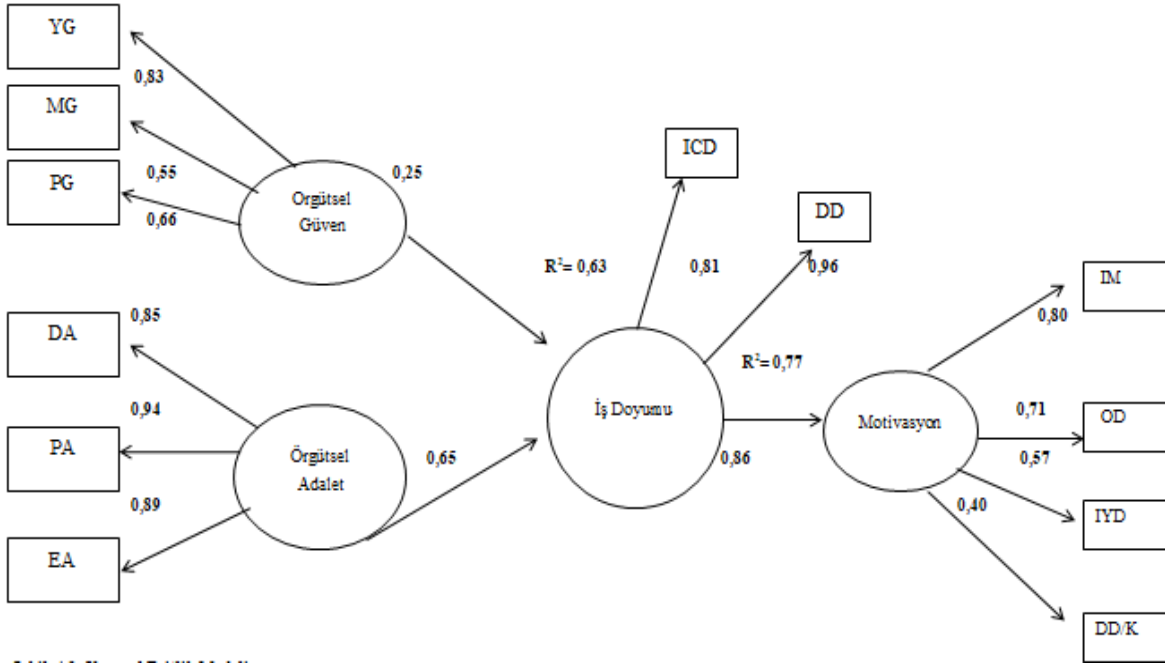 YG
0,83
MG
0,55
PG
0,66
Orgütsel
Güven
0,25
ICD
DD
R²= 0,63
0,81
0,96
IM
0,80
DA
0,85
0,94
PA
0,89
EA
Örgütsel
Adalet
0,65
İş Doyumu
R²= 0,77
0,86
Motivasyon
0,71
OD
0,57
0,40
IYD
DD/K